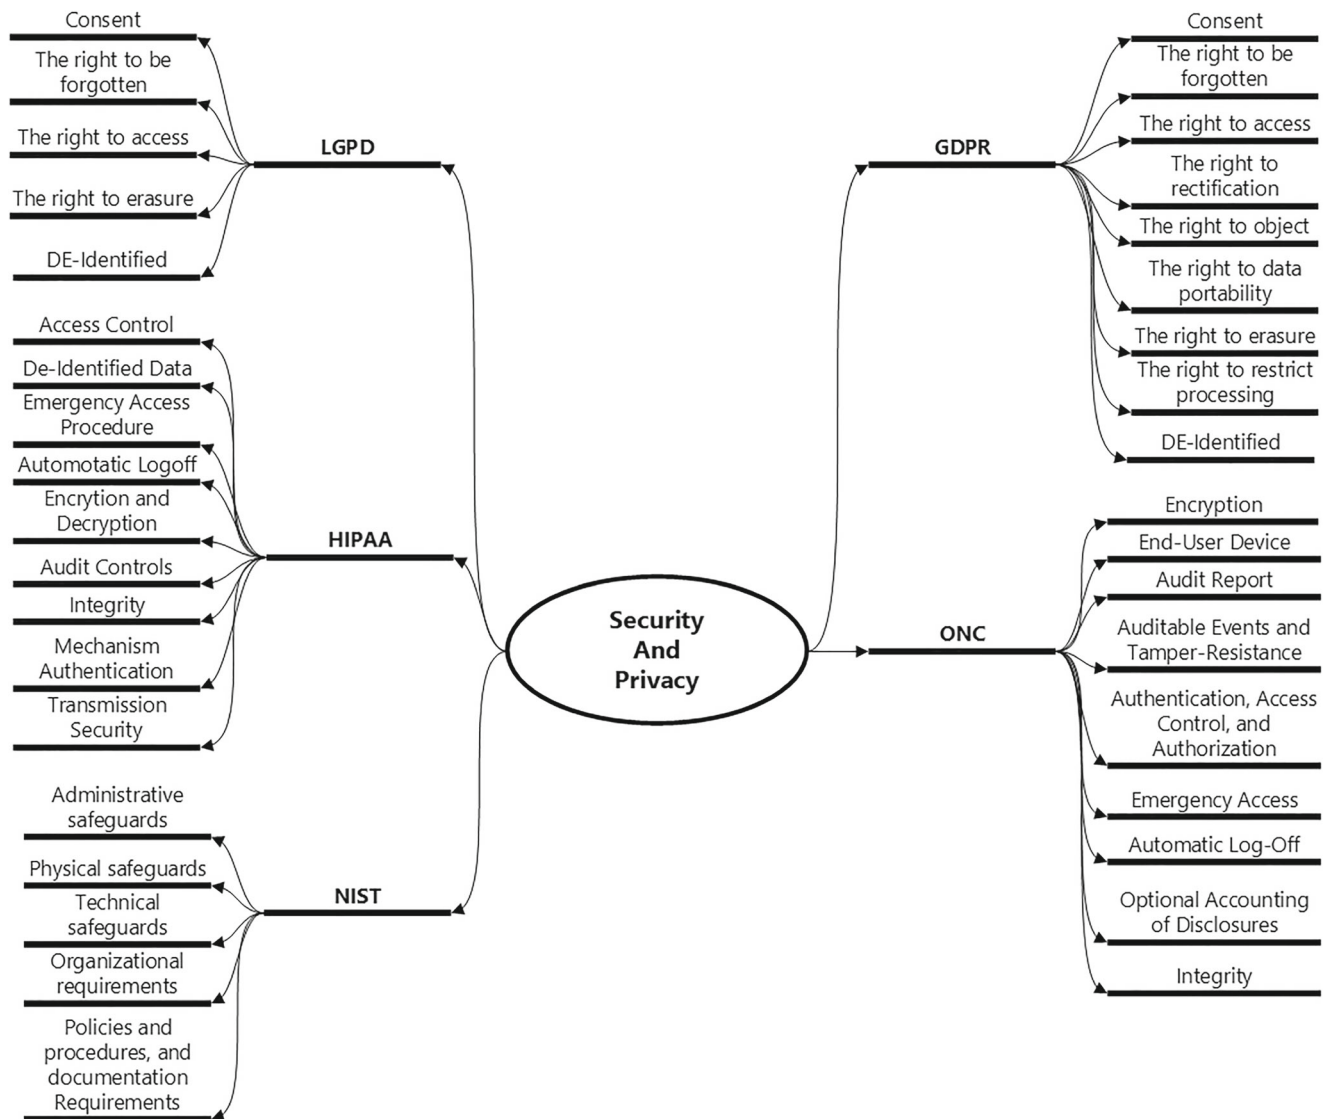 Consent
The right to be
forgotten
The right to access
The right to erasure
DE-Identified
LGPD
Access Control
De-Identified Data
Emergency Access
Procedure
Automotatic Logoff
Encrytion and
Decryption
Audit Controls
Integrity
Mechanism
Authentication
Transmission
Security
HIPAA
Administrative
safeguards
Physical safeguards
Technical
safeguards
Organizational
requirements
Policies and
procedures, and
documentation
Requirements
NIST
Security
And
Privacy
GDPR
Consent
The right to be
forgotten
The right to access
The right to
rectification
The right to object
The right to data
portability
The right to erasure
The right to restrict
processing
DE-Identified
ONC
Encryption
End-User Device
Audit Report
Auditable Events and
Tamper-Resistance
Authentication, Access
Control, and
Authorization
Emergency Access
Automatic Log-Off
Optional Accounting
of Disclosures
Integrity